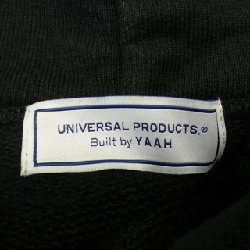 UNIVERSAL PRODUCTS.®
Built by YAAH